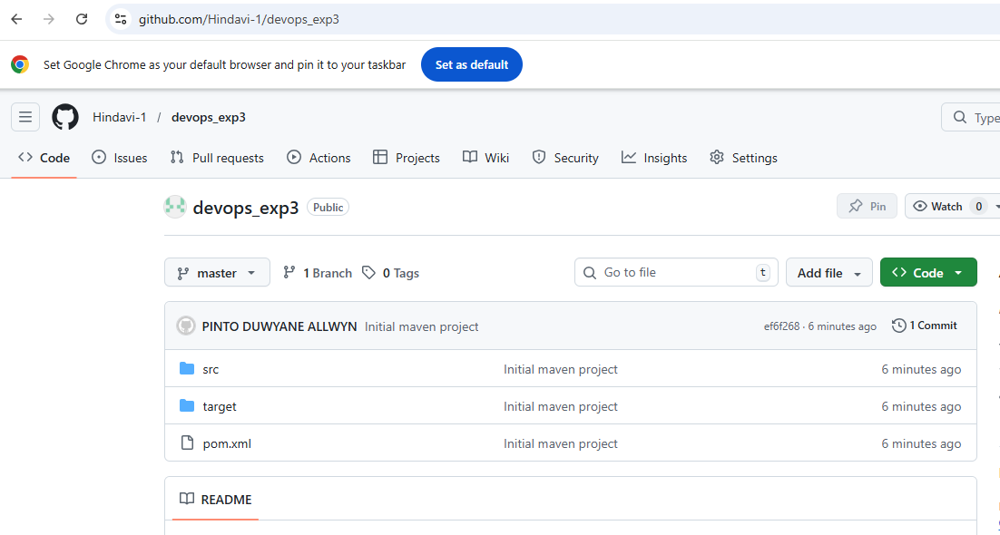 github.com/Hindavi-1/devops_exp3
Set Google Chrome as your default browser and pin it to your taskbar Set as default
Hindavi-1 / devops_exp3 Type
Code Issues Pull requests Actions Projects Wiki Security Insights Settings
devops_exp3 Public Pin Watch 0
master 1 Branch 0 Tags Go to file t Add file Code
PINTO DUWYANE ALLWYN Initial maven project ef6f268 · 6 minutes ago 1 Commit
src Initial maven project 6 minutes ago
target Initial maven project 6 minutes ago
pom.xml Initial maven project 6 minutes ago
README